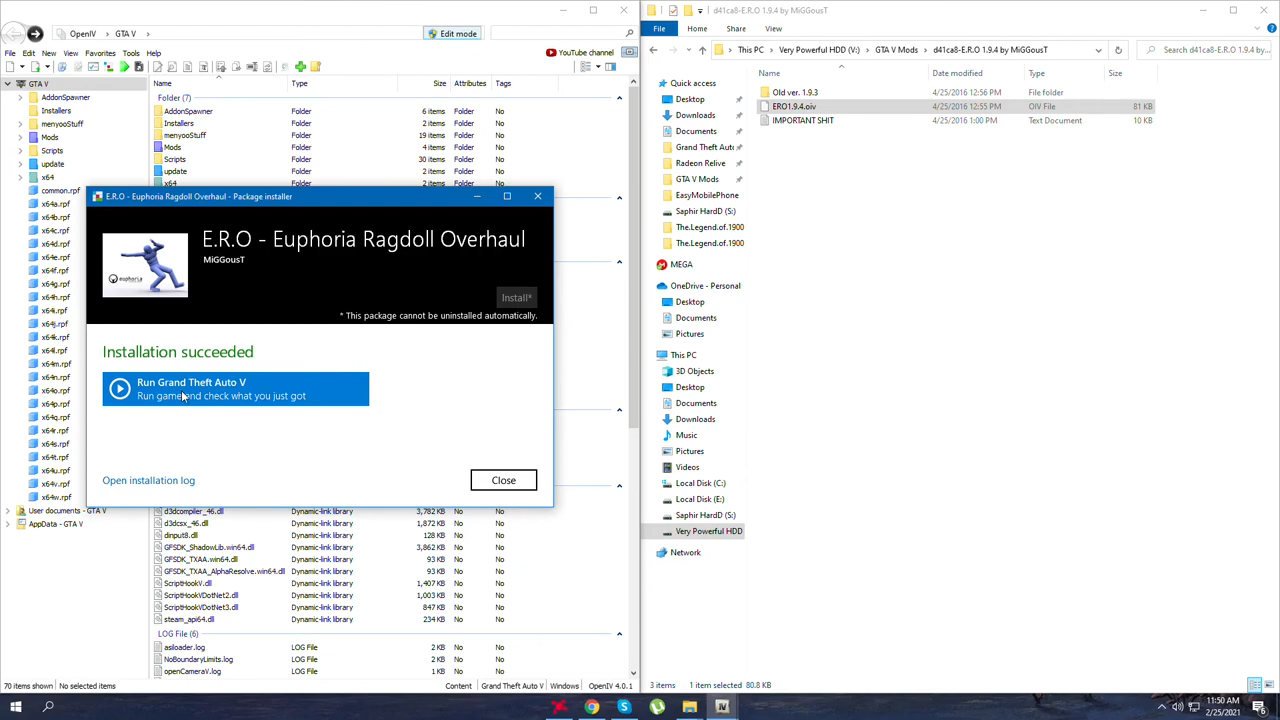 OpenIV > GTA V >
Edit mode
File Edit New View Favorites Tools Help
YouTube channel
GTA V
AddonSpawner
Installers
menyooStuff
Mods
Scripts
update
x64
common.rpf
x64a.rpf
x64b.rpf
x64c.rpf
x64d.rpf
x64e.rpf
x64f.rpf
x64g.rpf
x64h.rpf
x64i.rpf
x64j.rpf
x64k.rpf
x64l.rpf
x64m.rpf
x64n.rpf
x64o.rpf
x64p.rpf
x64q.rpf
x64r.rpf
x64s.rpf
x64t.rpf
x64u.rpf
x64v.rpf
x64w.rpf
User documents - GTA V
AppData - GTA V
Name Type Size Attributes Tags
Folder (7)
AddonSpawner 6 items Folder No
Installers 2 items Folder No
menyooStuff 19 items Folder No
Mods 4 items Folder No
Scripts 30 items Folder No
update 2 items Folder No
x64 2 items Folder No
E.R.O - Euphoria Ragdoll Overhaul - Package installer
E.R.O - Euphoria Ragdoll Overhaul
MiGGousT
euphoria
Install*
* This package cannot be uninstalled automatically.
Installation succeeded
Run Grand Theft Auto V
Run game and check what you just got
Open installation log
Close
d3dcompiler_46.dll Dynamic-link library 3,782 KB No No
d3dcsx_46.dll Dynamic-link library 1,872 KB No No
dinput8.dll Dynamic-link library 128 KB No No
GFSDK_ShadowLib.win64.dll Dynamic-link library 3,862 KB No No
GFSDK_TXAA.win64.dll Dynamic-link library 93 KB No No
GFSDK_TXAA_AlphaResolve.win64.dll Dynamic-link library 93 KB No No
ScriptHookV.dll Dynamic-link library 1,407 KB No No
ScriptHookVDotNet2.dll Dynamic-link library 1,003 KB No No
ScriptHookVDotNet3.dll Dynamic-link library 847 KB No No
steam_api64.dll Dynamic-link library 234 KB No No
LOG File (6)
asiloader.log LOG File 2 KB No No
NoBoundaryLimits.log LOG File 2 KB No No
openCameraV.log LOG File 1 KB No No
70 items shown No selected items Content Grand Theft Auto V Windows OpenIV 4.0.1
d41ca8-E.R.O 1.9.4 by MiGGousT
File Home Share View
This PC > Very Powerful HDD (V:) > GTA V Mods > d41ca8-E.R.O 1.9.4 by MiGGousT
Search d41ca8-E.R.O 1.9.4 by...
Name Date modified Type Size
Old ver. 1.9.3 4/25/2016 12:56 PM File folder
ERO1.9.4.oiv 4/25/2016 12:55 PM OIV File 81 KB
IMPORTANT SHIT 4/25/2016 1:00 PM Text Document 10 KB
Quick access
Desktop
Downloads
Documents
Grand Theft Auto
Radeon Relive
GTA V Mods
EasyMobilePhone
Saphir HardD (S:)
The.Legend.of.1900
The.Legend.of.1900
MEGA
OneDrive - Personal
Desktop
Documents
Pictures
This PC
3D Objects
Desktop
Documents
Downloads
Music
Pictures
Videos
Local Disk (C:)
Local Disk (E:)
Saphir HardD (S:)
Very Powerful HDD
Network
3 items 1 item selected 80.8 KB
11:50 AM
2/25/2021